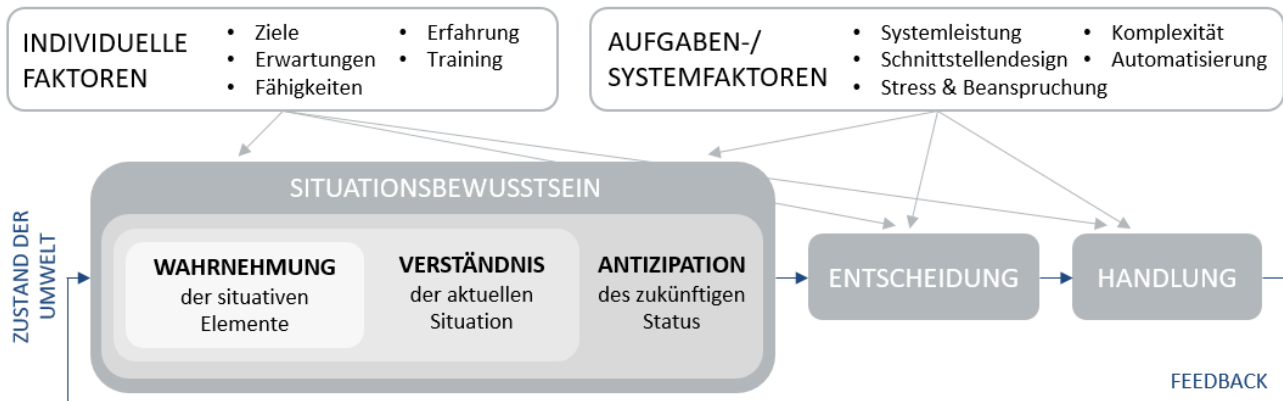 INDIVIDUELLE
FAKTOREN
• Ziele
• Erwartungen
• Fähigkeiten
• Erfahrung
• Training
AUFGABEN-/
SYSTEMFAKTOREN
• Systemleistung
• Schnittstellendesign
• Stress & Beanspruchung
• Komplexität
• Automatisierung
SITUATIONSBEWUSSTSEIN
ZUSTAND DER
UMWELT
WAHRNEHMUNG
der situativen
Elemente
VERSTÄNDNIS
der aktuellen
Situation
ANTIZIPATION
des zukünftigen
Status
ENTSCHEIDUNG
HANDLUNG
FEEDBACK